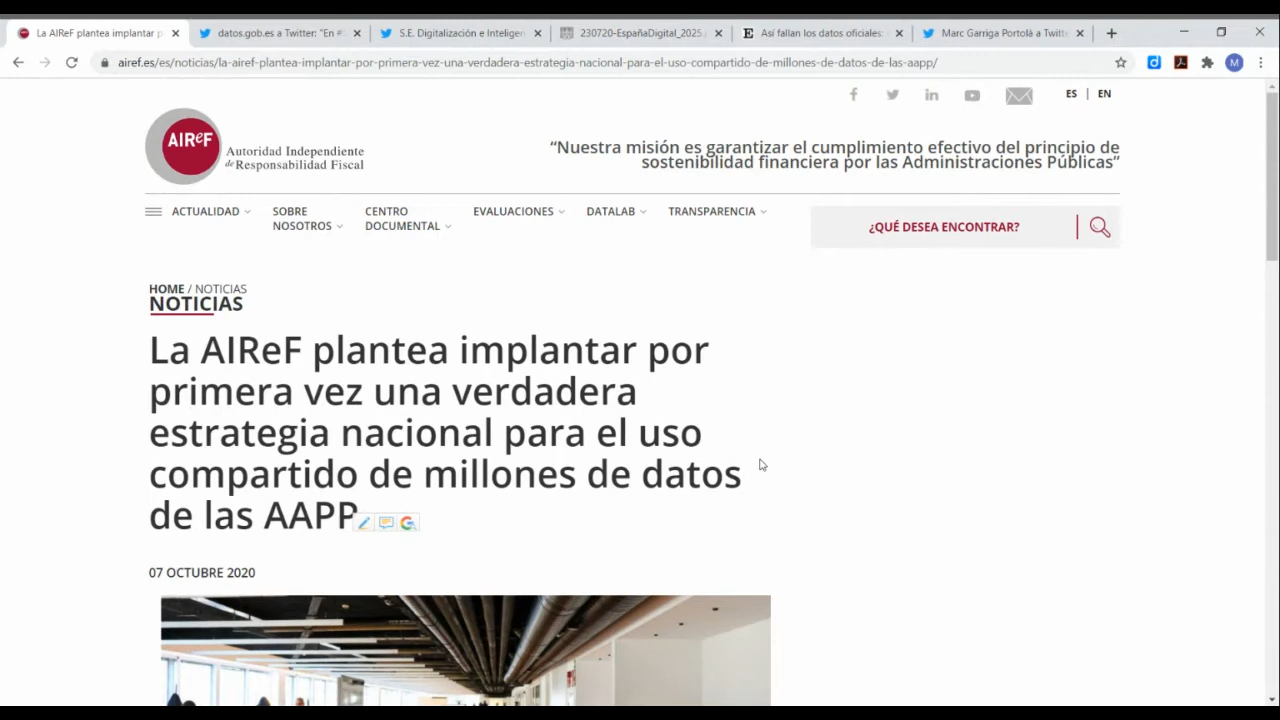 La AIReF plantea implantar p
datos.gob.es a Twitter: "En #
S.E. Digitalización e Inteligen
230720-EspañaDigital_2025.
Así fallan los datos oficiales:
Marc Garriga Portolà a Twitte
airef.es/es/noticias/la-airef-plantea-implantar-por-primera-vez-una-verdadera-estrategia-nacional-para-el-uso-compartido-de-millones-de-datos-de-las-aapp/
M
ES | EN
AIReF
Autoridad Independiente
de Responsabilidad Fiscal
“Nuestra misión es garantizar el cumplimiento efectivo del principio de
sostenibilidad financiera por las Administraciones Públicas”
ACTUALIDAD
SOBRE
NOSOTROS
CENTRO
DOCUMENTAL
EVALUACIONES
DATALAB
TRANSPARENCIA
¿QUÉ DESEA ENCONTRAR?
HOME / NOTICIAS
NOTICIAS
La AIReF plantea implantar por
primera vez una verdadera
estrategia nacional para el uso
compartido de millones de datos
de las AAPP
07 OCTUBRE 2020